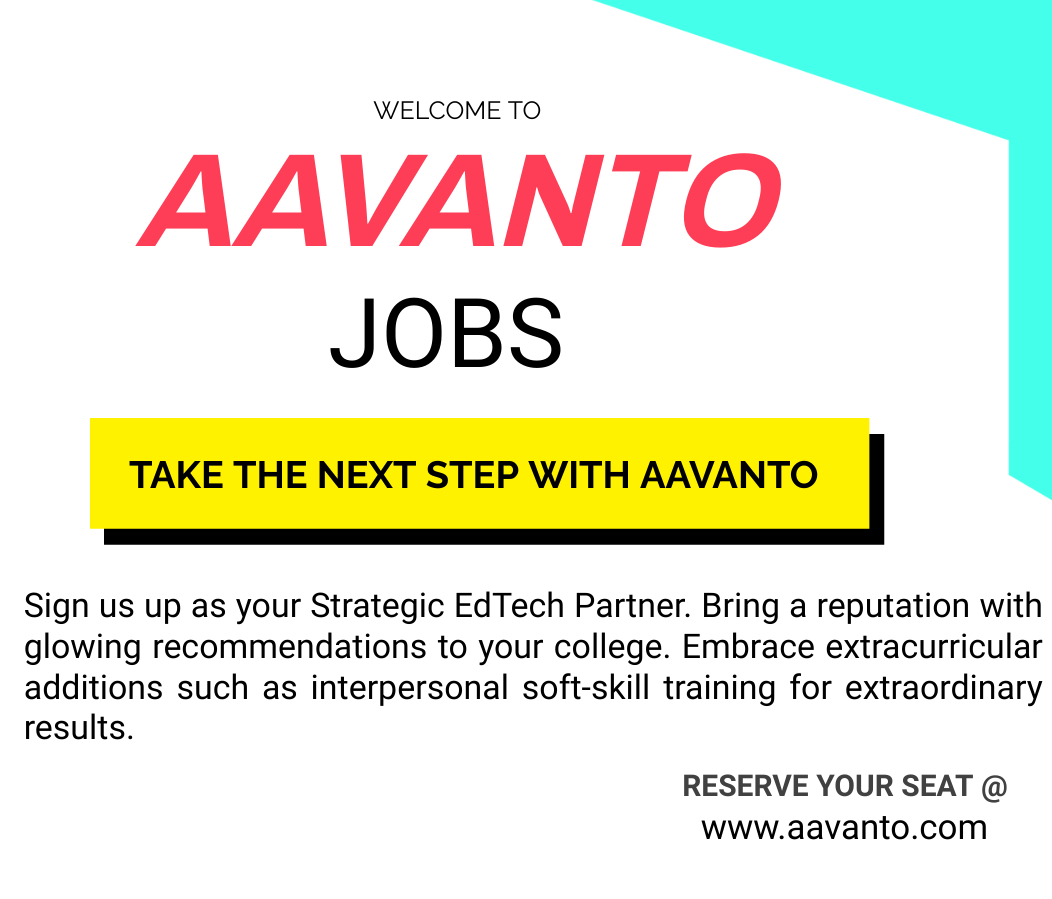 WELCOME TO
AAVANTO
JOBS
TAKE THE NEXT STEP WITH AAVANTO
Sign us up as your Strategic EdTech Partner. Bring a reputation with
glowing recommendations to your college. Embrace extracurricular
additions such as interpersonal soft-skill training for extraordinary
results.
RESERVE YOUR SEAT @
www.aavanto.com